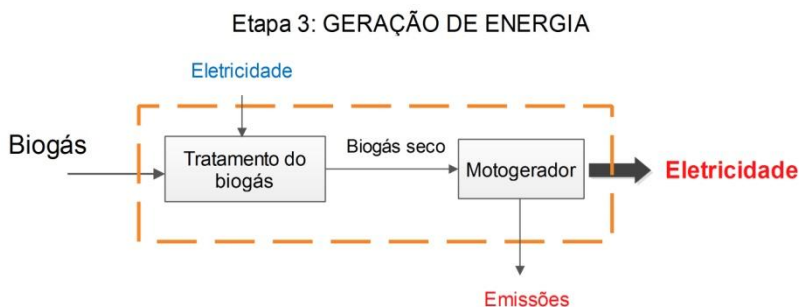 Etapa 3: GERAÇÃO DE ENERGIA
Eletricidade
Biogás
Tratamento do
biogás
Biogás seco
Motogerador
Eletricidade
Emissões